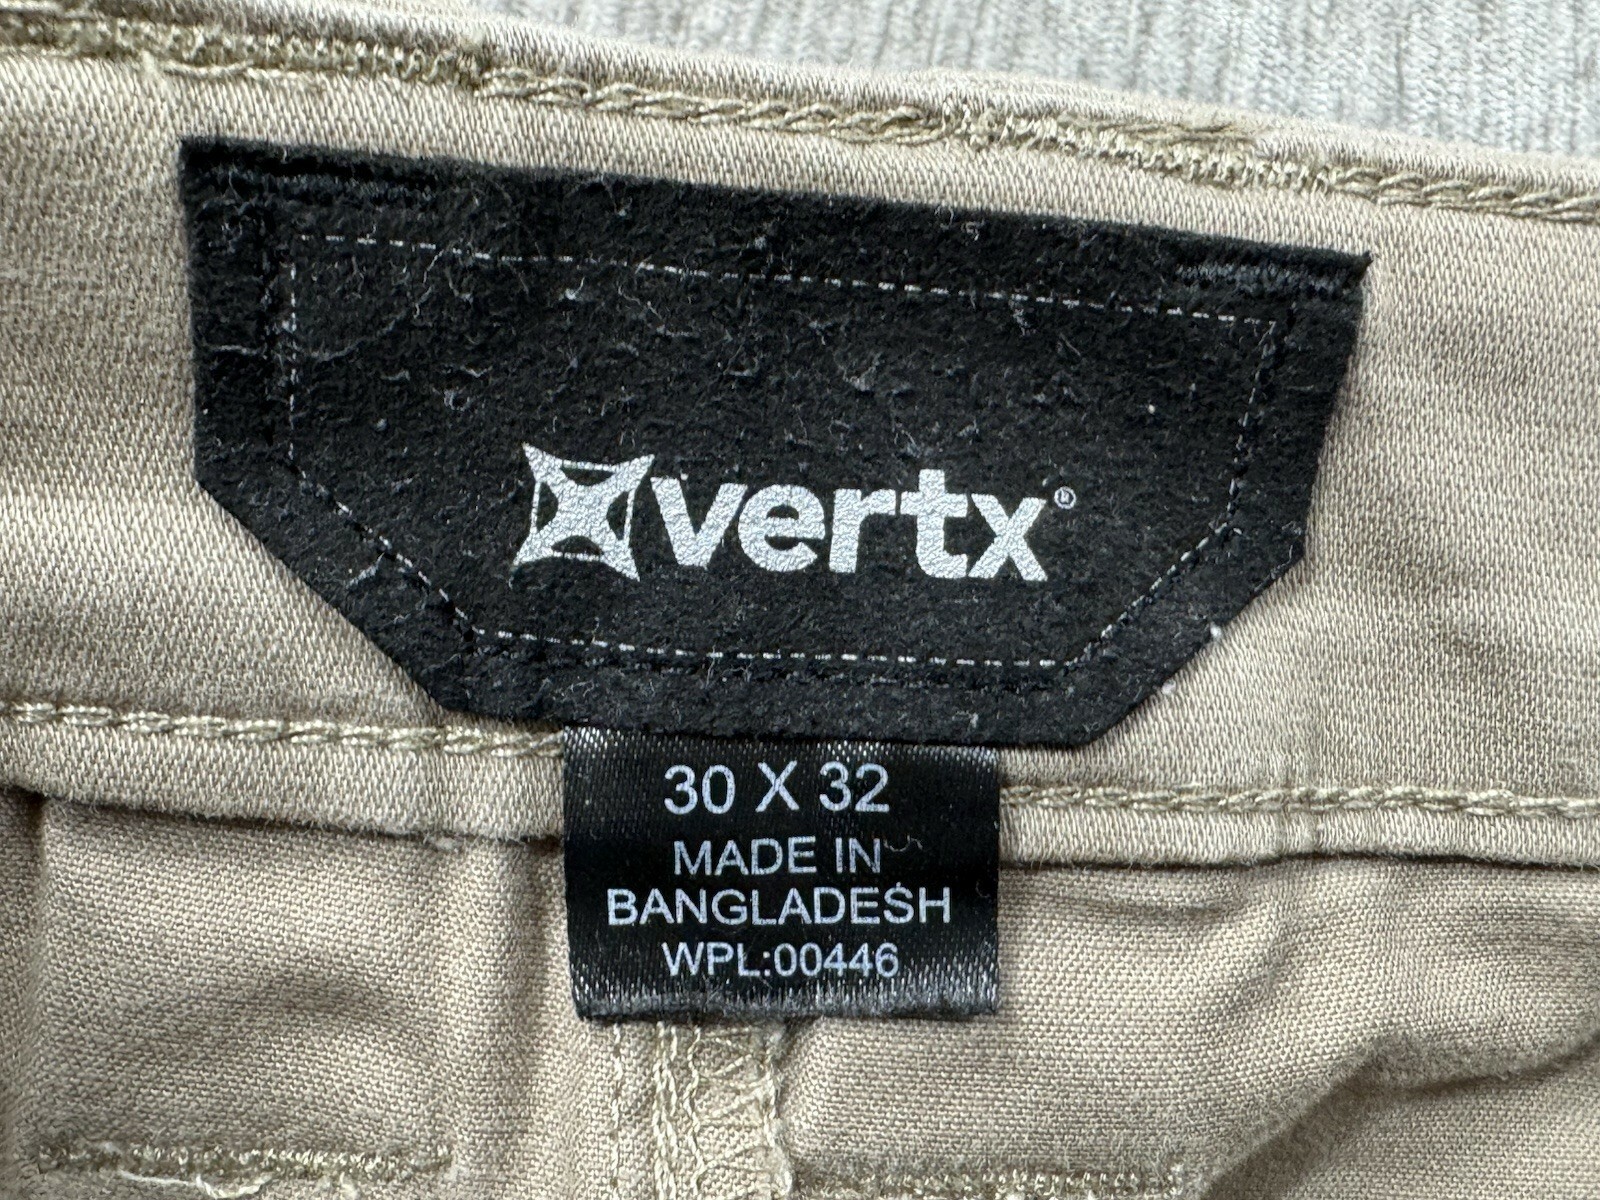 vertx®
30 X 32
MADE IN
BANGLADESH
WPL:00446